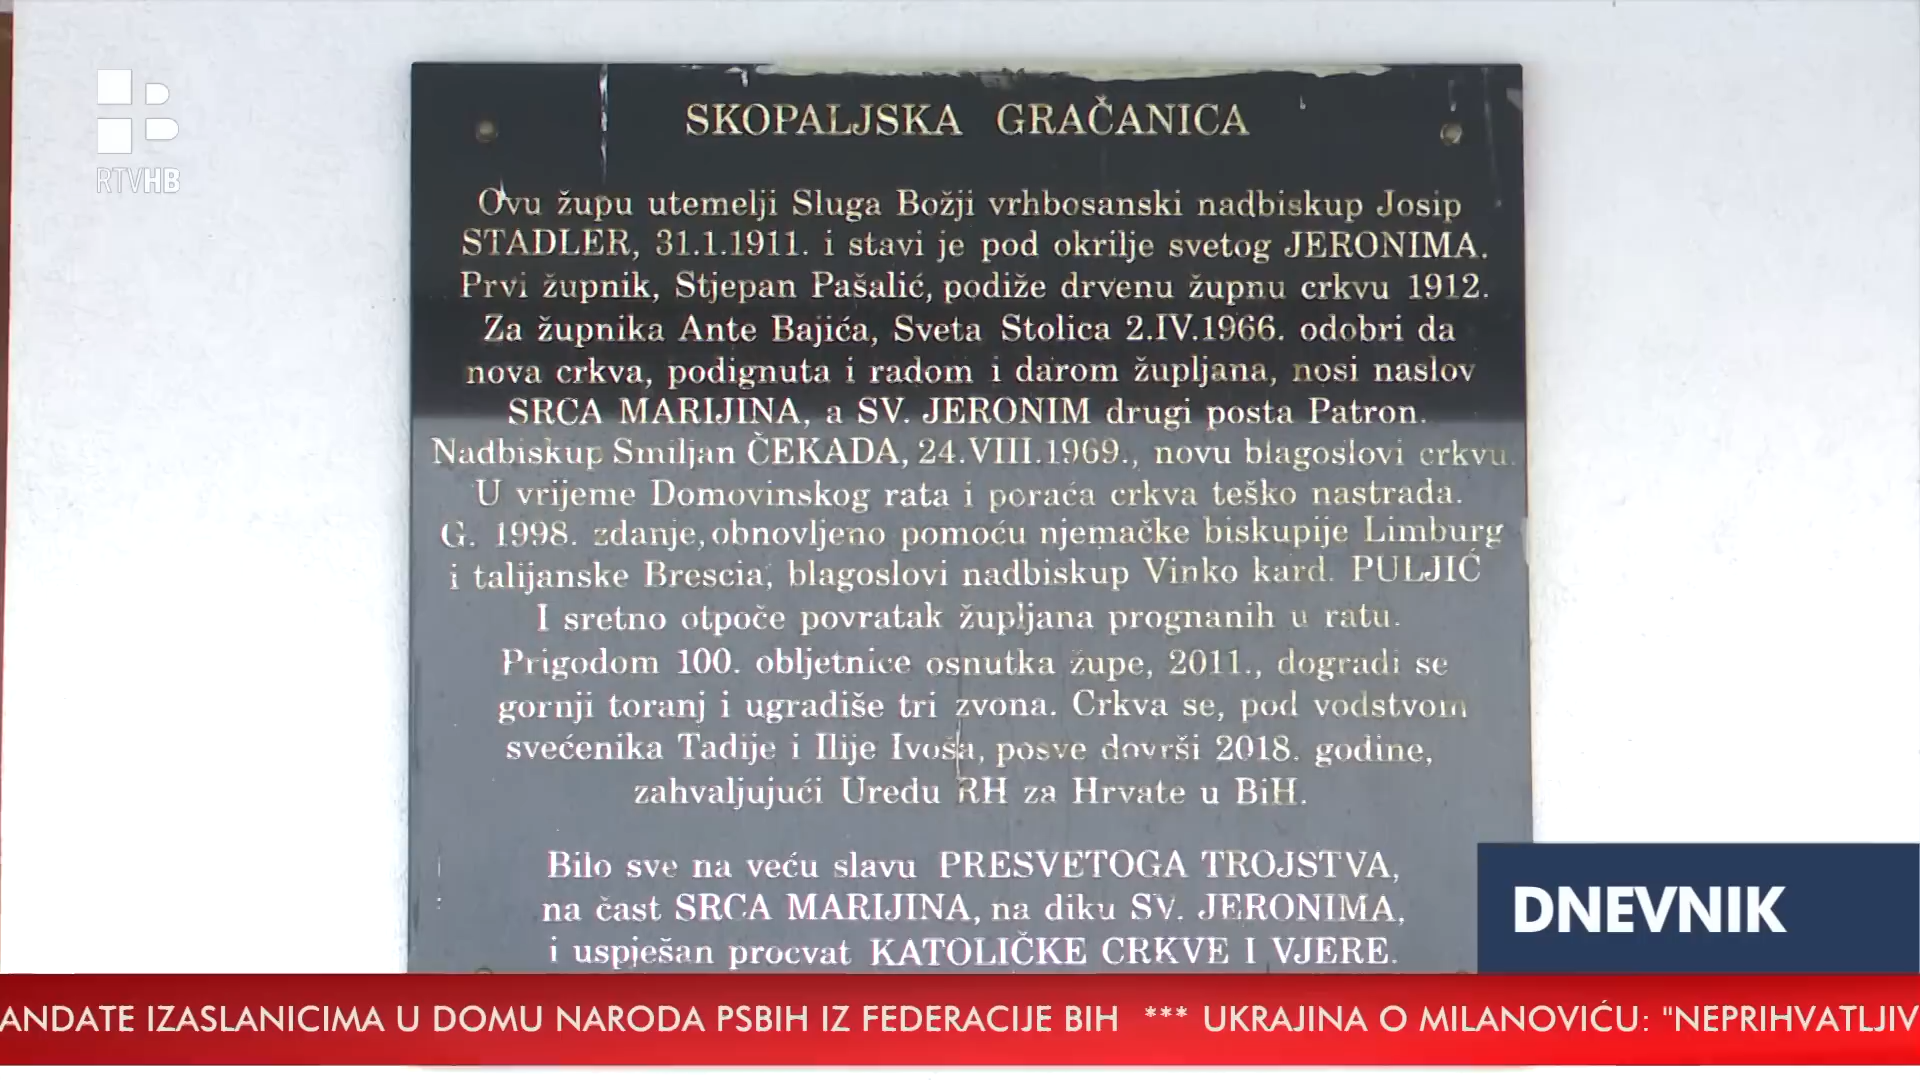 RTVHB
SKOPALJSKA GRAČANICA
Ovu župu utemelji Sluga Božji vrhbosanski nadbiskup Josip
STADLER, 31.1.1911. i stavi je pod okrilje svetog JERONIMA.
Prvi župnik, Stjepan Pašalić, podiže drvenu župnu crkvu 1912.
Za župnika Ante Bajića, Sveta Stolica 2.IV.1966. odobri da
nova crkva, podignuta i radom i darom župljana, nosi naslov
SRCA MARIJINA, a SV. JERONIM drugi posta Patron.
Nadbiskup Smiljan ČEKADA, 24.VIII.1969., novu blagoslovi crkvu.
U vrijeme Domovinskog rata i poraća crkva teško nastrada.
G. 1998. zdanje, obnovljeno pomoću njemačke biskupije Limburg
i talijanske Brescia, blagoslovi nadbiskup Vinko kard. PULJIĆ
I sretno otpoče povratak župljana prognanih u ratu.
Prigodom 100. obljetnice osnutka župe, 2011., dogradi se
gornji toranj i ugradiše tri zvona. Crkva se, pod vodstvom
svećenika Tadije i Ilije Ivoša, posve dovrši 2018. godine,
zahvaljujući Uredu RH za Hrvate u BiH.
Bilo sve na veću slavu PRESVETOGA TROJSTVA,
na čast SRCA MARIJINA, na diku SV. JERONIMA,
i uspješan procvat KATOLIČKE CRKVE I VJERE.
DNEVNIK
ANDATE IZASLANICIMA U DOMU NARODA PSBIH IZ FEDERACIJE BIH *** UKRAJINA O MILANOVIĆU: "NEPRIHVATLJIV